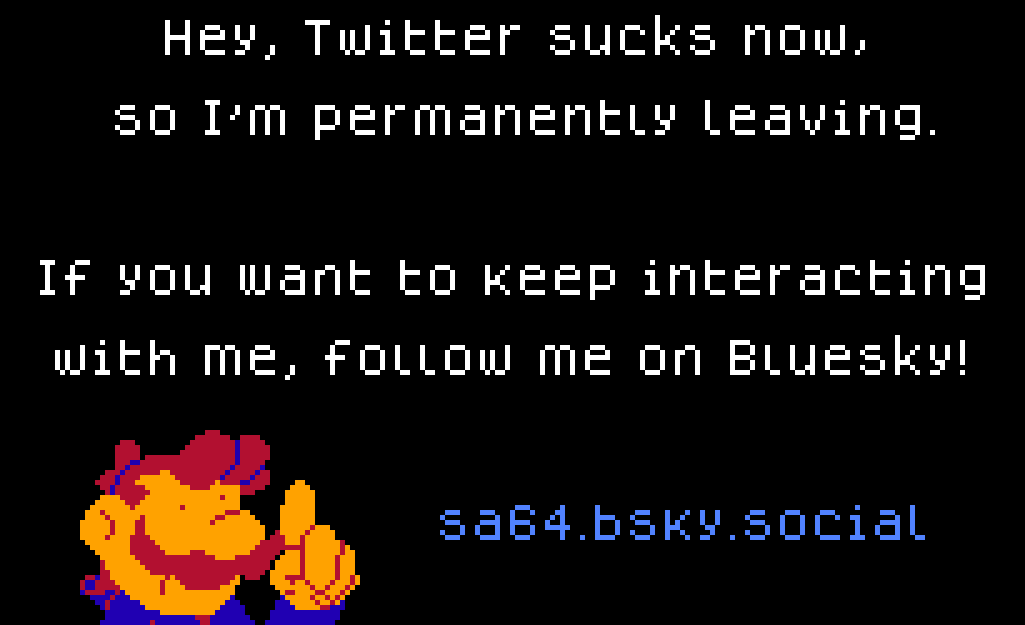 Hey, Twitter sucks now,
so I'm permanently leaving.
If you want to keep interacting
with me, follow me on Bluesky!
sa64.bsky.social